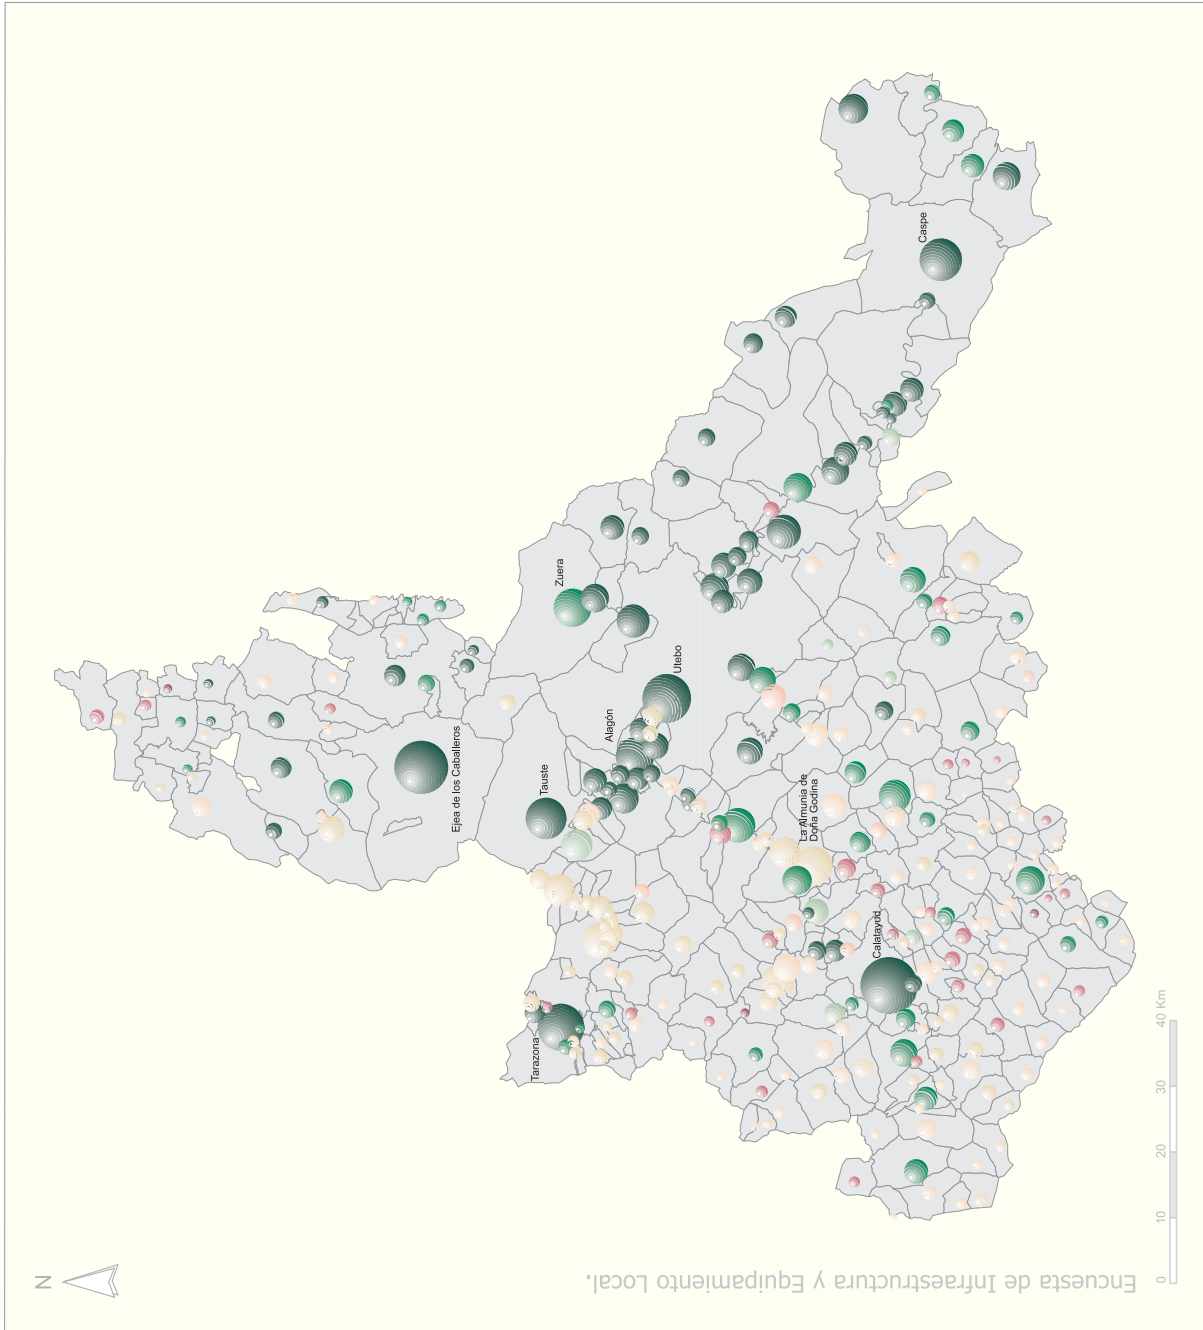 Caspe
Zuera
Utebo
Alagón
Ejea de los Caballeros
Tauste
La Almunia de
Doña Godina
Calatayud
Tarazona
N
Encuesta de Infraestructura y Equipamiento Local.
0 10 20 30 40 Km